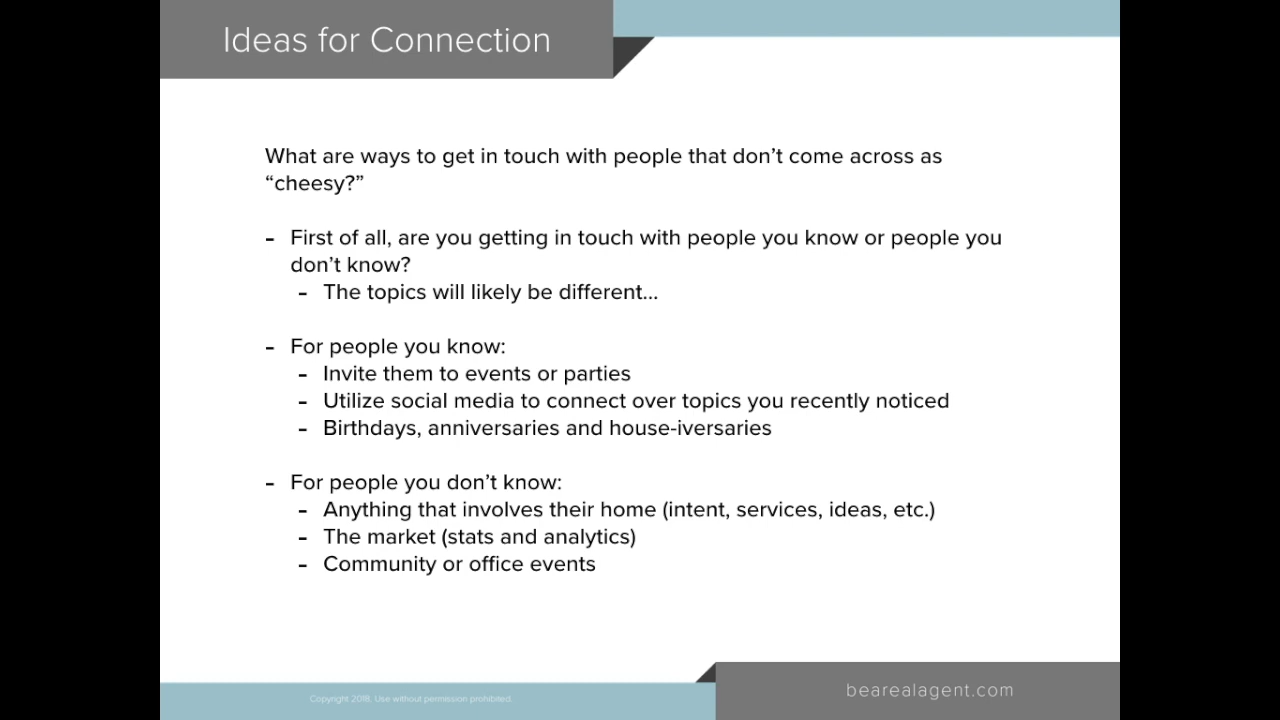 Ideas for Connection
What are ways to get in touch with people that don’t come across as
“cheesy?”
- First of all, are you getting in touch with people you know or people you
don’t know?
- The topics will likely be different...
- For people you know:
- Invite them to events or parties
- Utilize social media to connect over topics you recently noticed
- Birthdays, anniversaries and house-iversaries
- For people you don’t know:
- Anything that involves their home (intent, services, ideas, etc.)
- The market (stats and analytics)
- Community or office events
Copyright 2018. Use without permission prohibited.
bearealagent.com